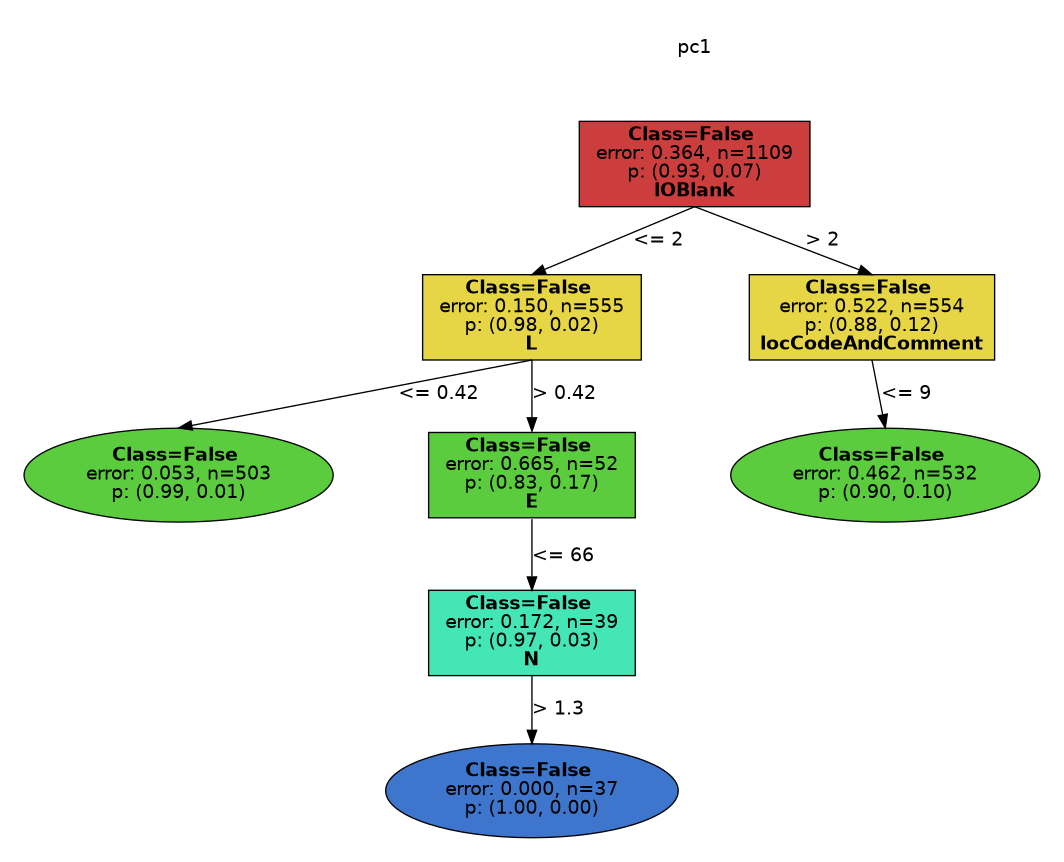 pc1
Class=False
error: 0.364, n=1109
p: (0.93, 0.07)
IOBlank
<= 2
> 2
Class=False
error: 0.150, n=555
p: (0.98, 0.02)
L
Class=False
error: 0.522, n=554
p: (0.88, 0.12)
locCodeAndComment
<= 0.42
> 0.42
<= 9
Class=False
error: 0.053, n=503
p: (0.99, 0.01)
Class=False
error: 0.665, n=52
p: (0.83, 0.17)
E
Class=False
error: 0.462, n=532
p: (0.90, 0.10)
<= 66
Class=False
error: 0.172, n=39
p: (0.97, 0.03)
N
> 1.3
Class=False
error: 0.000, n=37
p: (1.00, 0.00)